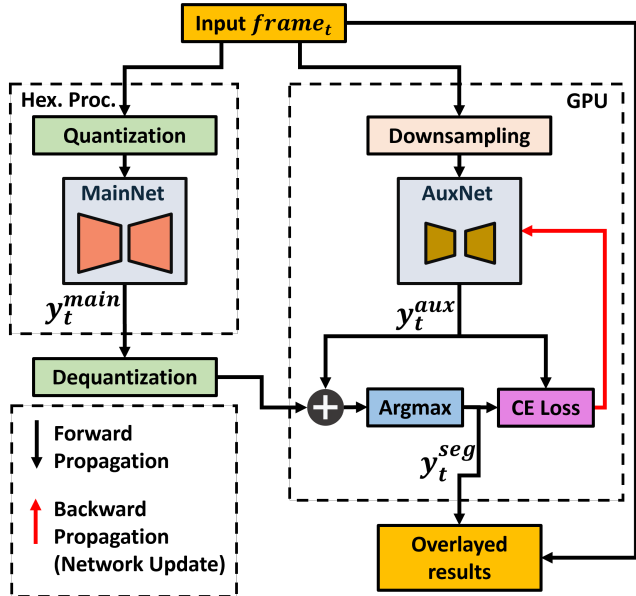 Input frame_t
Hex. Proc.
GPU
Quantization
Downsampling
MainNet
AuxNet
y_t^{main}
y_t^{aux}
Dequantization
+
Argmax
CE Loss
y_t^{seg}
Forward
Propagation
Backward
Propagation
(Network Update)
Overlayed
results